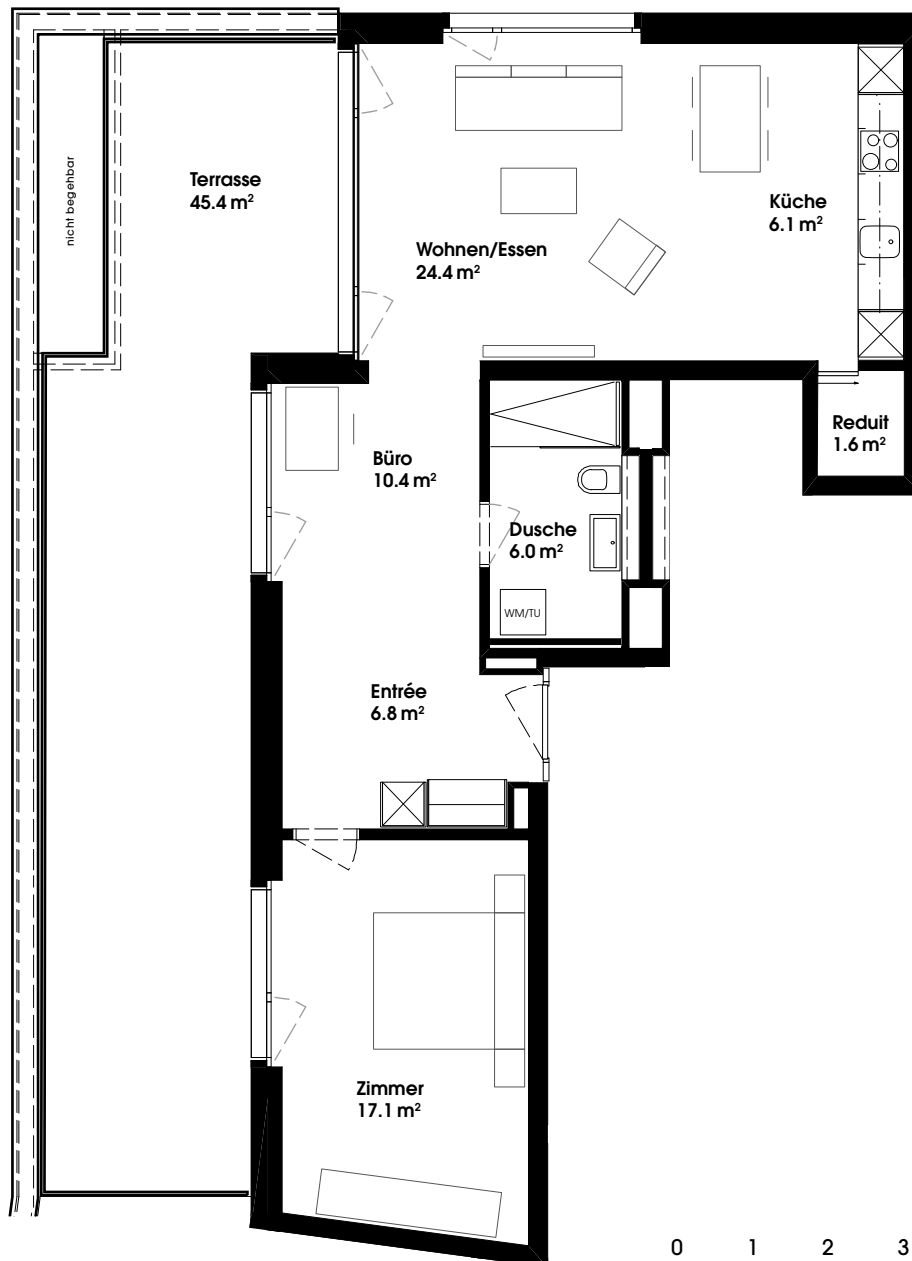 nicht begehbar
Terrasse
45.4 m²
Wohnen/Essen
24.4 m²
Küche
6.1 m²
Reduit
1.6 m²
Büro
10.4 m²
Dusche
6.0 m²
WM/TU
Entrée
6.8 m²
Zimmer
17.1 m²
0 1 2 3